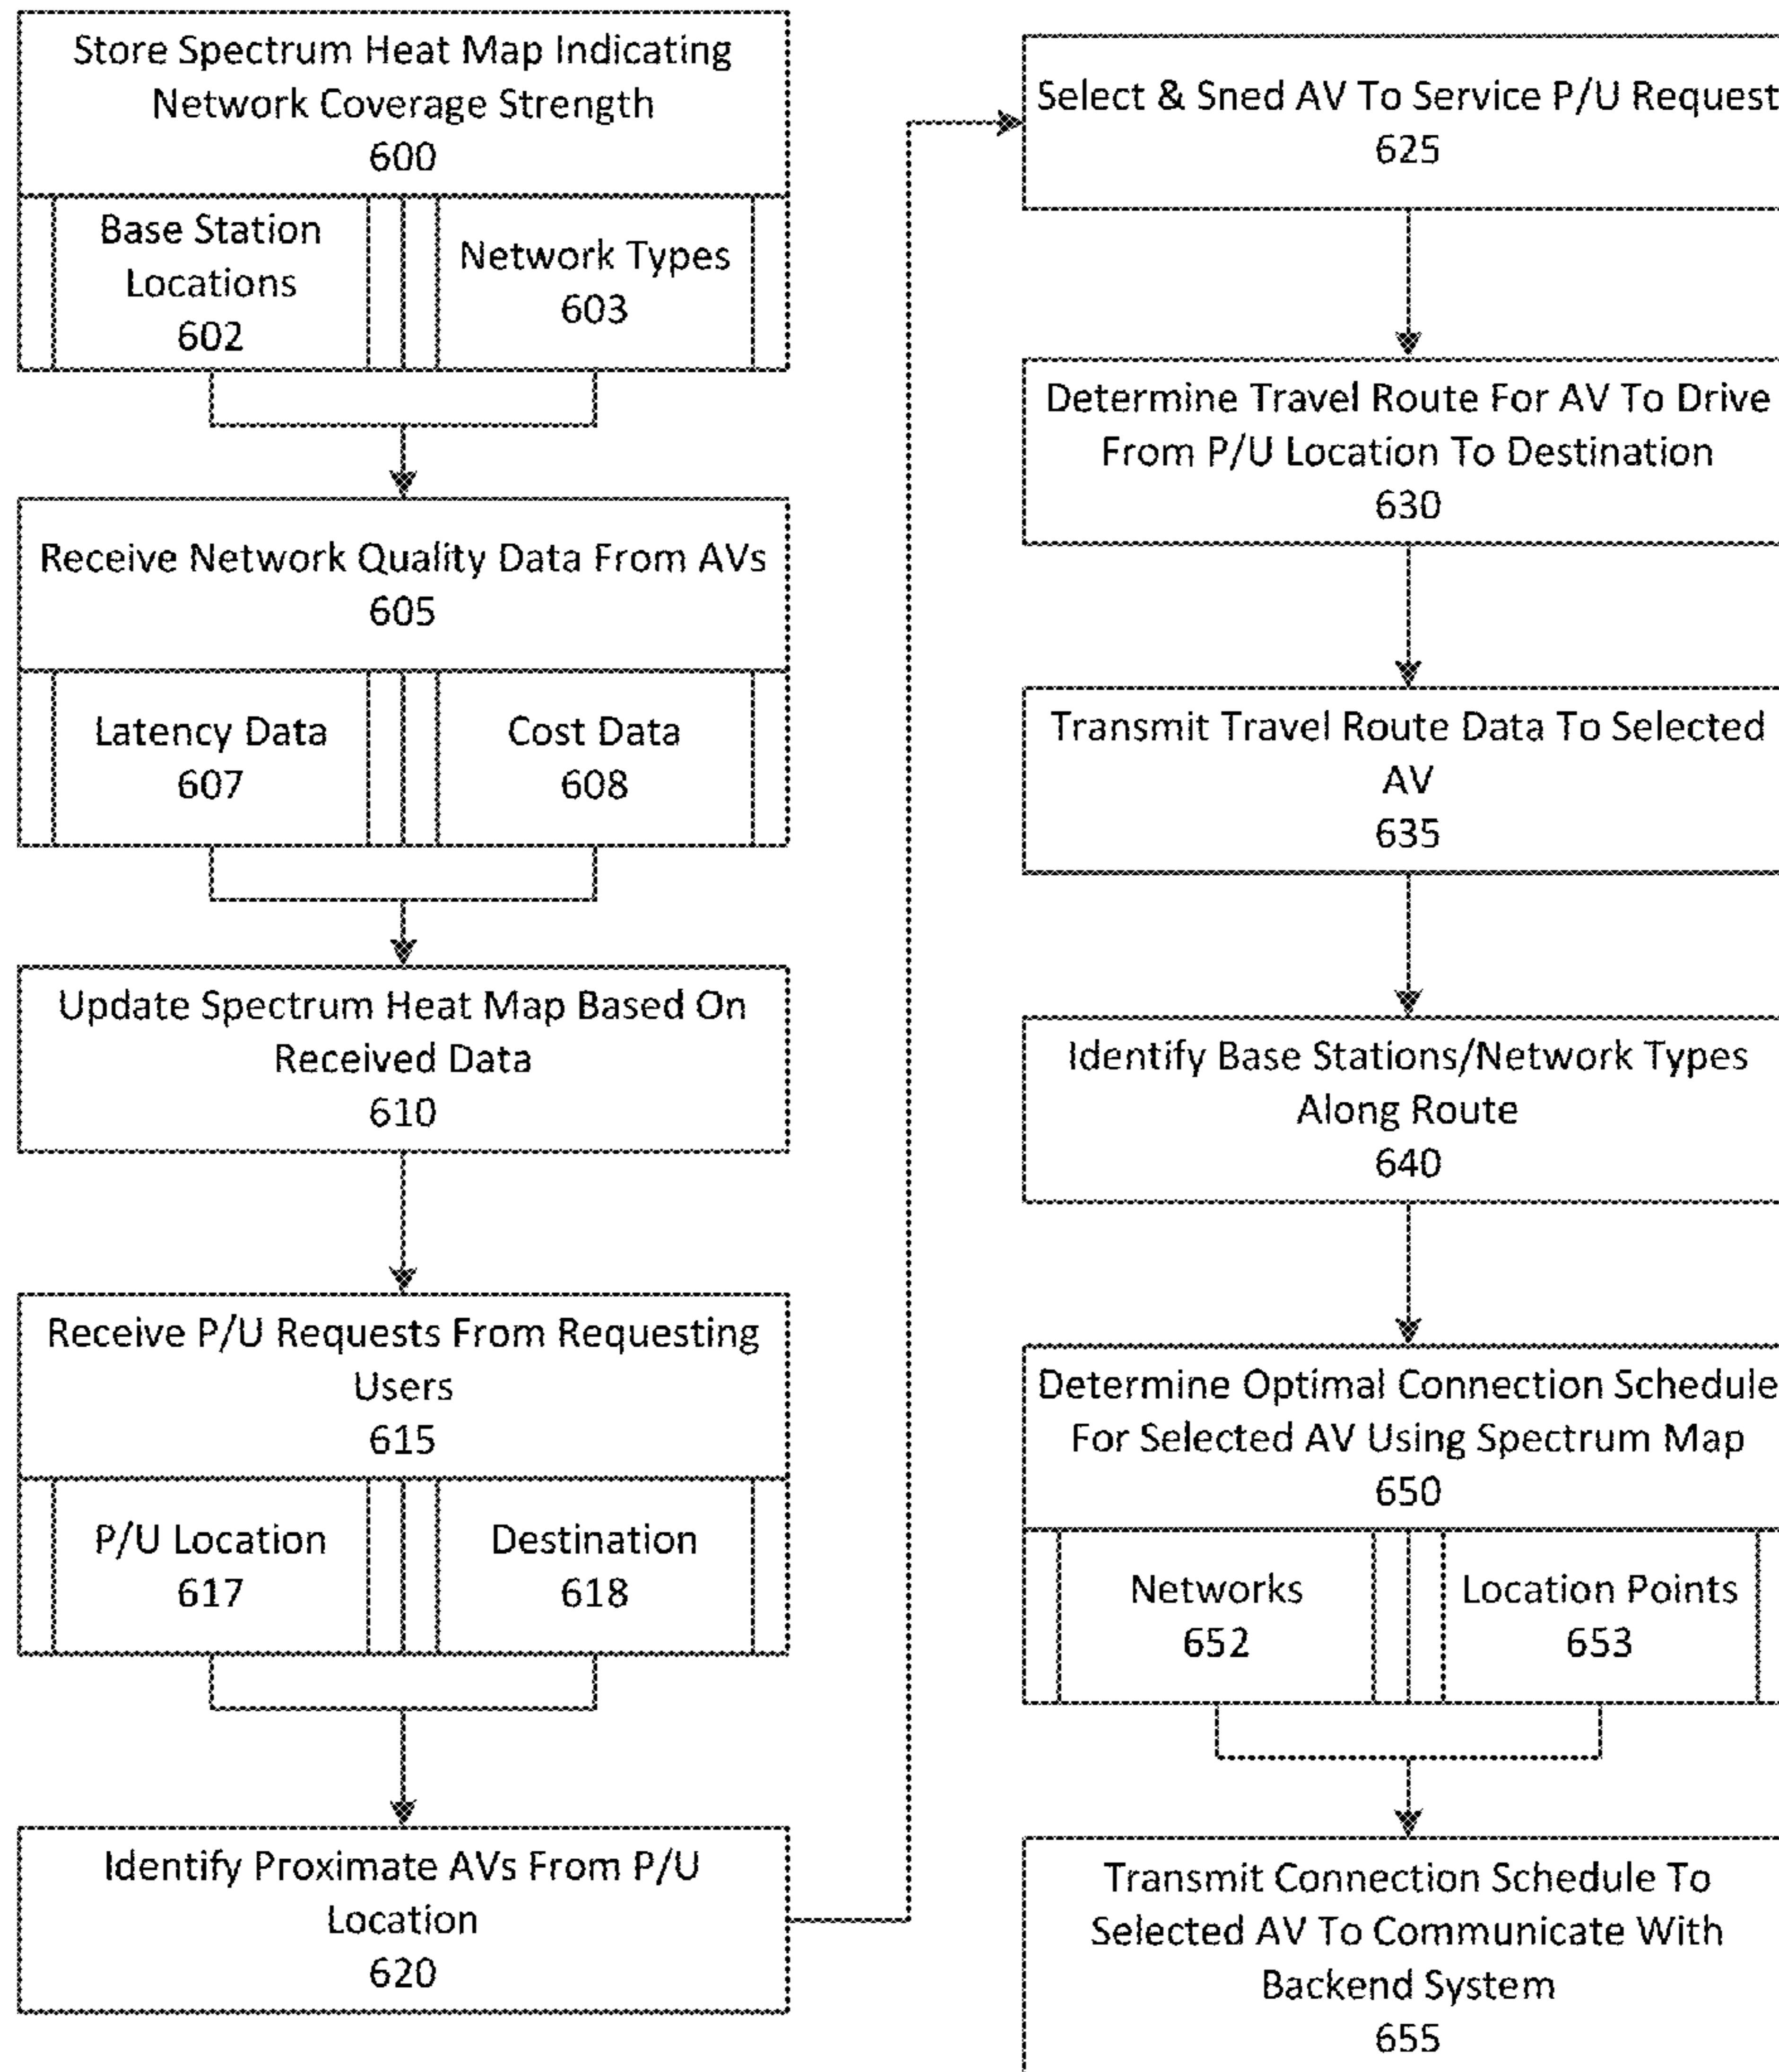 Store Spectrum Heat Map Indicating
Network Coverage Strength
600
Base Station
Locations
602
Network Types
603
Receive Network Quality Data From AVs
605
Latency Data
607
Cost Data
608
Update Spectrum Heat Map Based On
Received Data
610
Receive P/U Requests From Requesting
Users
615
P/U Location
617
Destination
618
Identify Proximate AVs From P/U
Location
620
Select & Sned AV To Service P/U Request
625
Determine Travel Route For AV To Drive
From P/U Location To Destination
630
Transmit Travel Route Data To Selected
AV
635
Identify Base Stations/Network Types
Along Route
640
Determine Optimal Connection Schedule
For Selected AV Using Spectrum Map
650
Networks
652
Location Points
653
Transmit Connection Schedule To
Selected AV To Communicate With
Backend System
655